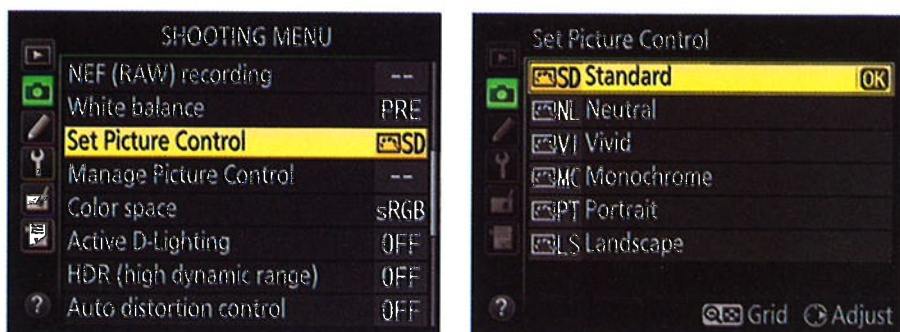 SHOOTING MENU
NEF (RAW) recording --
White balance PRE
Set Picture Control SD
Manage Picture Control --
Color space sRGB
Active D-Lighting OFF
HDR (high dynamic range) OFF
? Auto distortion control OFF
Set Picture Control
SD Standard OK
NL Neutral
VI Vivid
MC Monochrome
PT Portrait
LS Landscape
? Grid Adjust